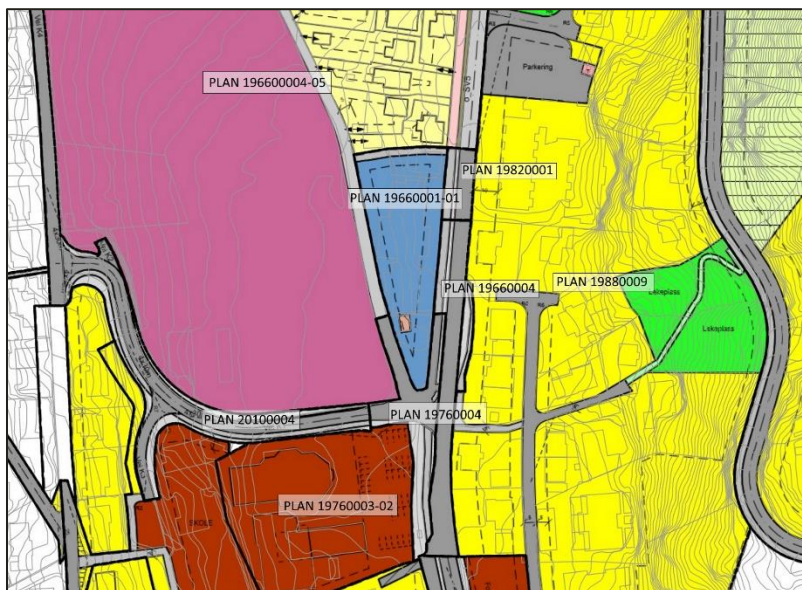 Parkering
PLAN 196600004-05
o_SVS
PLAN 19820001
PLAN 19660001-01
PLAN 19880009
PLAN 19660004
Lekeplass
Lekeplass
PLAN 20100004
PLAN 19760004
PLAN 19760003-02
SKOLE